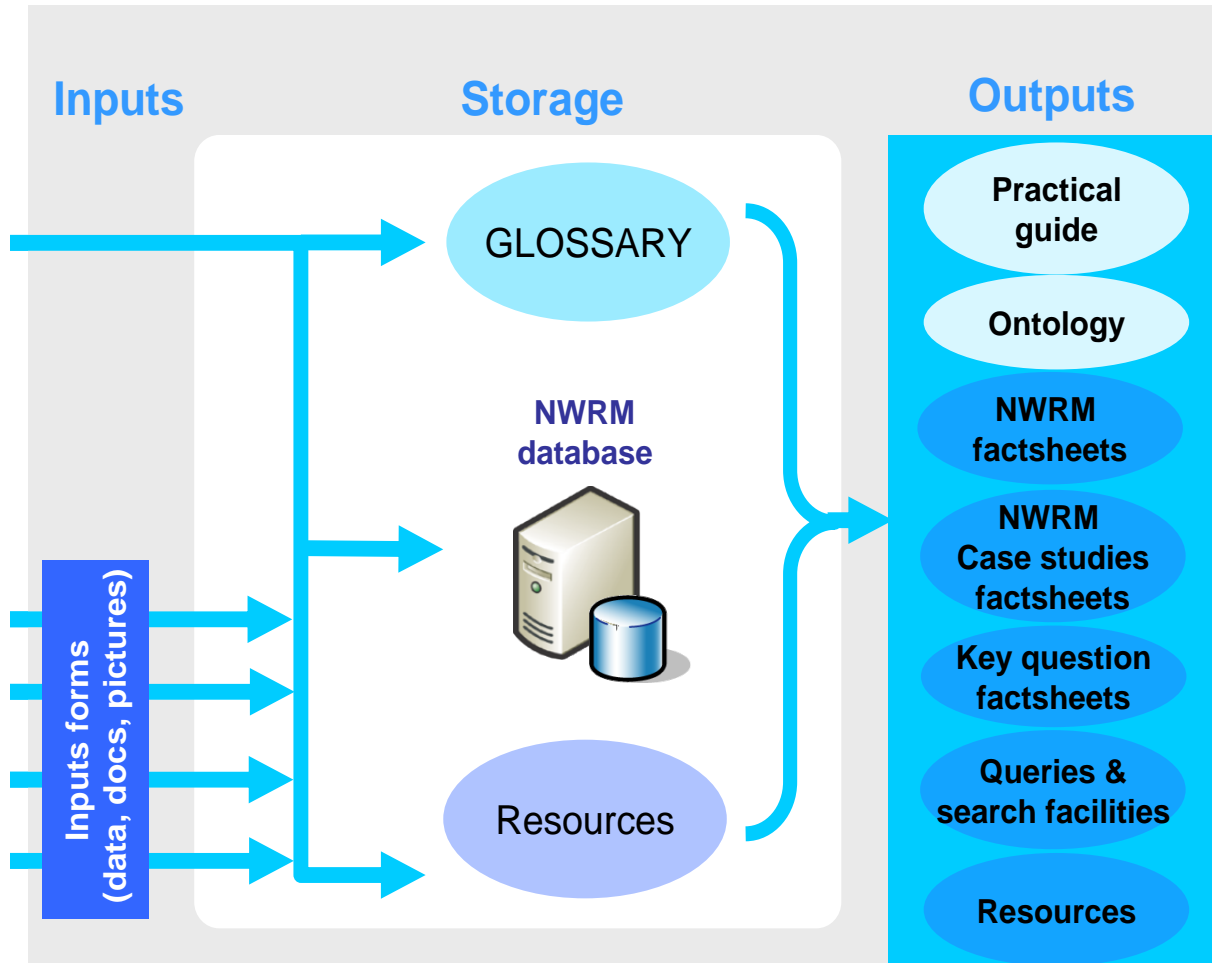 Inputs
Storage
Outputs
Inputs forms
(data, docs, pictures)
GLOSSARY
NWRM
database
Resources
Practical
guide
Ontology
NWRM
factsheets
NWRM
Case studies
factsheets
Key question
factsheets
Queries &
search facilities
Resources